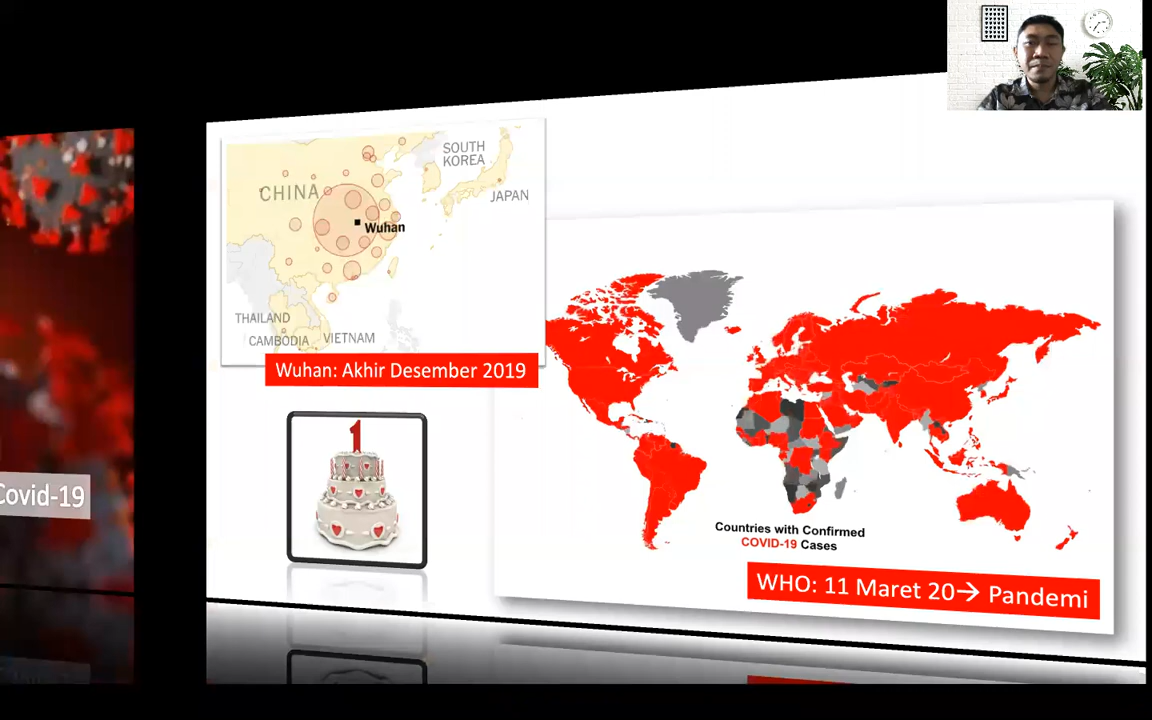 SOUTH
KOREA
CHINA
JAPAN
Wuhan
THAILAND
CAMBODIA
VIETNAM
Wuhan: Akhir Desember 2019
1
Covid-19
Countries with Confirmed
COVID-19 Cases
WHO: 11 Maret 20→ Pandemi